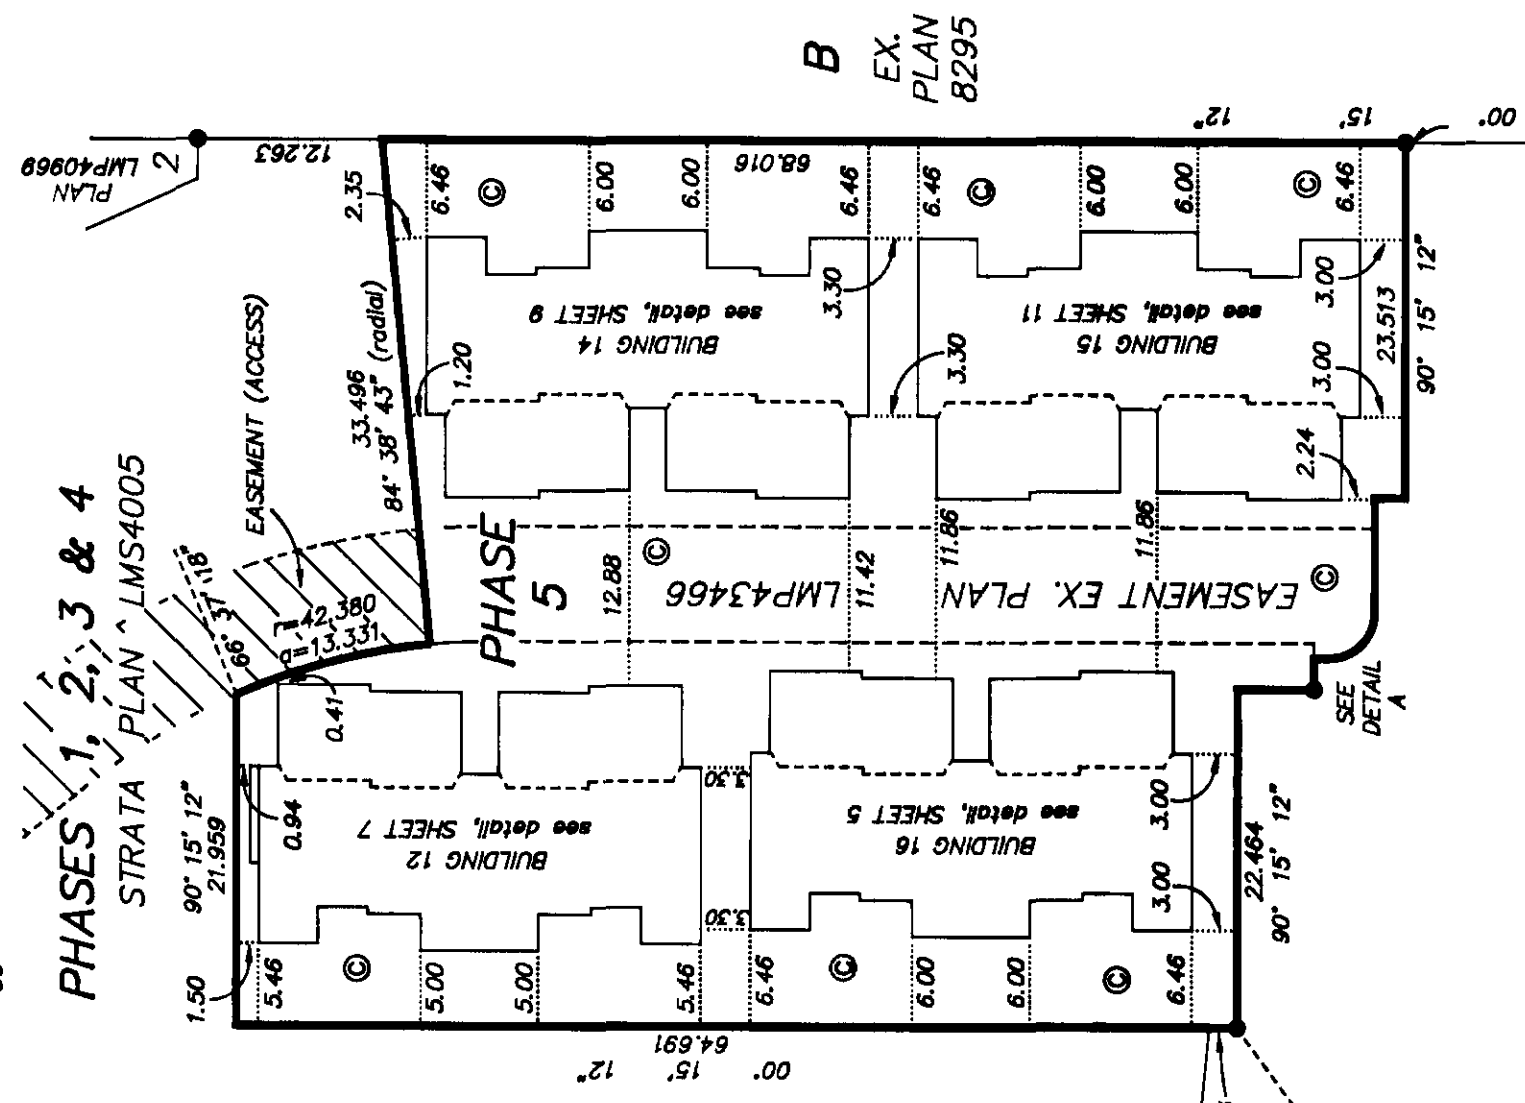 PHASES 1, 2, 3 & 4
STRATA PLAN LMS4005
PLAN
LMP40969
2
12.263
B
EX.
PLAN
8295
EASEMENT (ACCESS)
66° 37' 18"
r=42.380
a=13.331
33.496
84° 38' 43" (radial)
2.35
1.20
68.016
00° 15' 12"
6.46
©
6.00
6.00
6.46
6.46
©
6.00
6.00
©
6.46
BUILDING 14
see detail, SHEET 9
3.30
3.30
BUILDING 15
see detail, SHEET 11
3.00
3.00
2.24
23.513
90° 15' 12"
PHASE
5
12.88
©
11.42
11.86
11.86
EASEMENT EX. PLAN LMP43466
©
SEE
DETAIL
A
90° 15' 12"
21.959
0.41
0.94
1.50
BUILDING 12
see detail, SHEET 7
3.30
3.30
BUILDING 16
see detail, SHEET 5
3.00
3.00
22.464
90° 15' 12"
5.46
©
5.00
5.00
5.46
6.46
©
6.00
6.00
©
6.46
64.691
00° 15' 12"